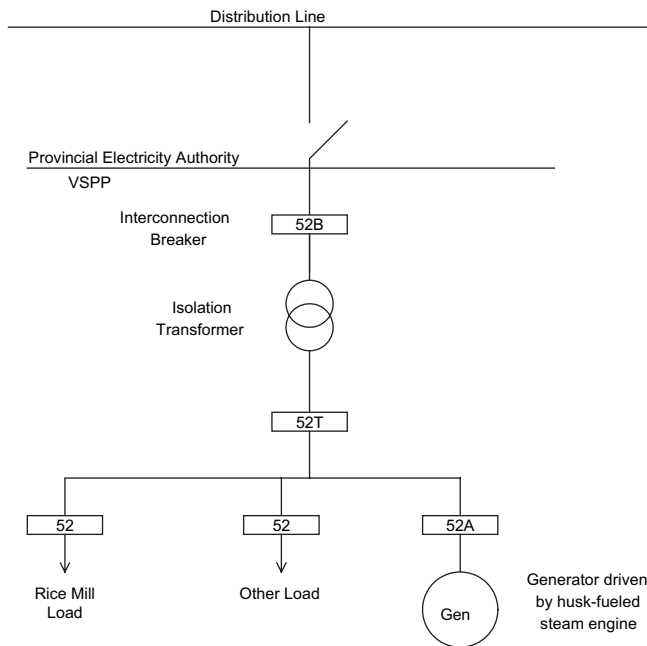 Distribution Line
Provincial Electricity Authority
VSPP
Interconnection
Breaker
52B
Isolation
Transformer
52T
52
52
52A
Rice Mill
Load
Other Load
Gen
Generator driven
by husk-fueled
steam engine